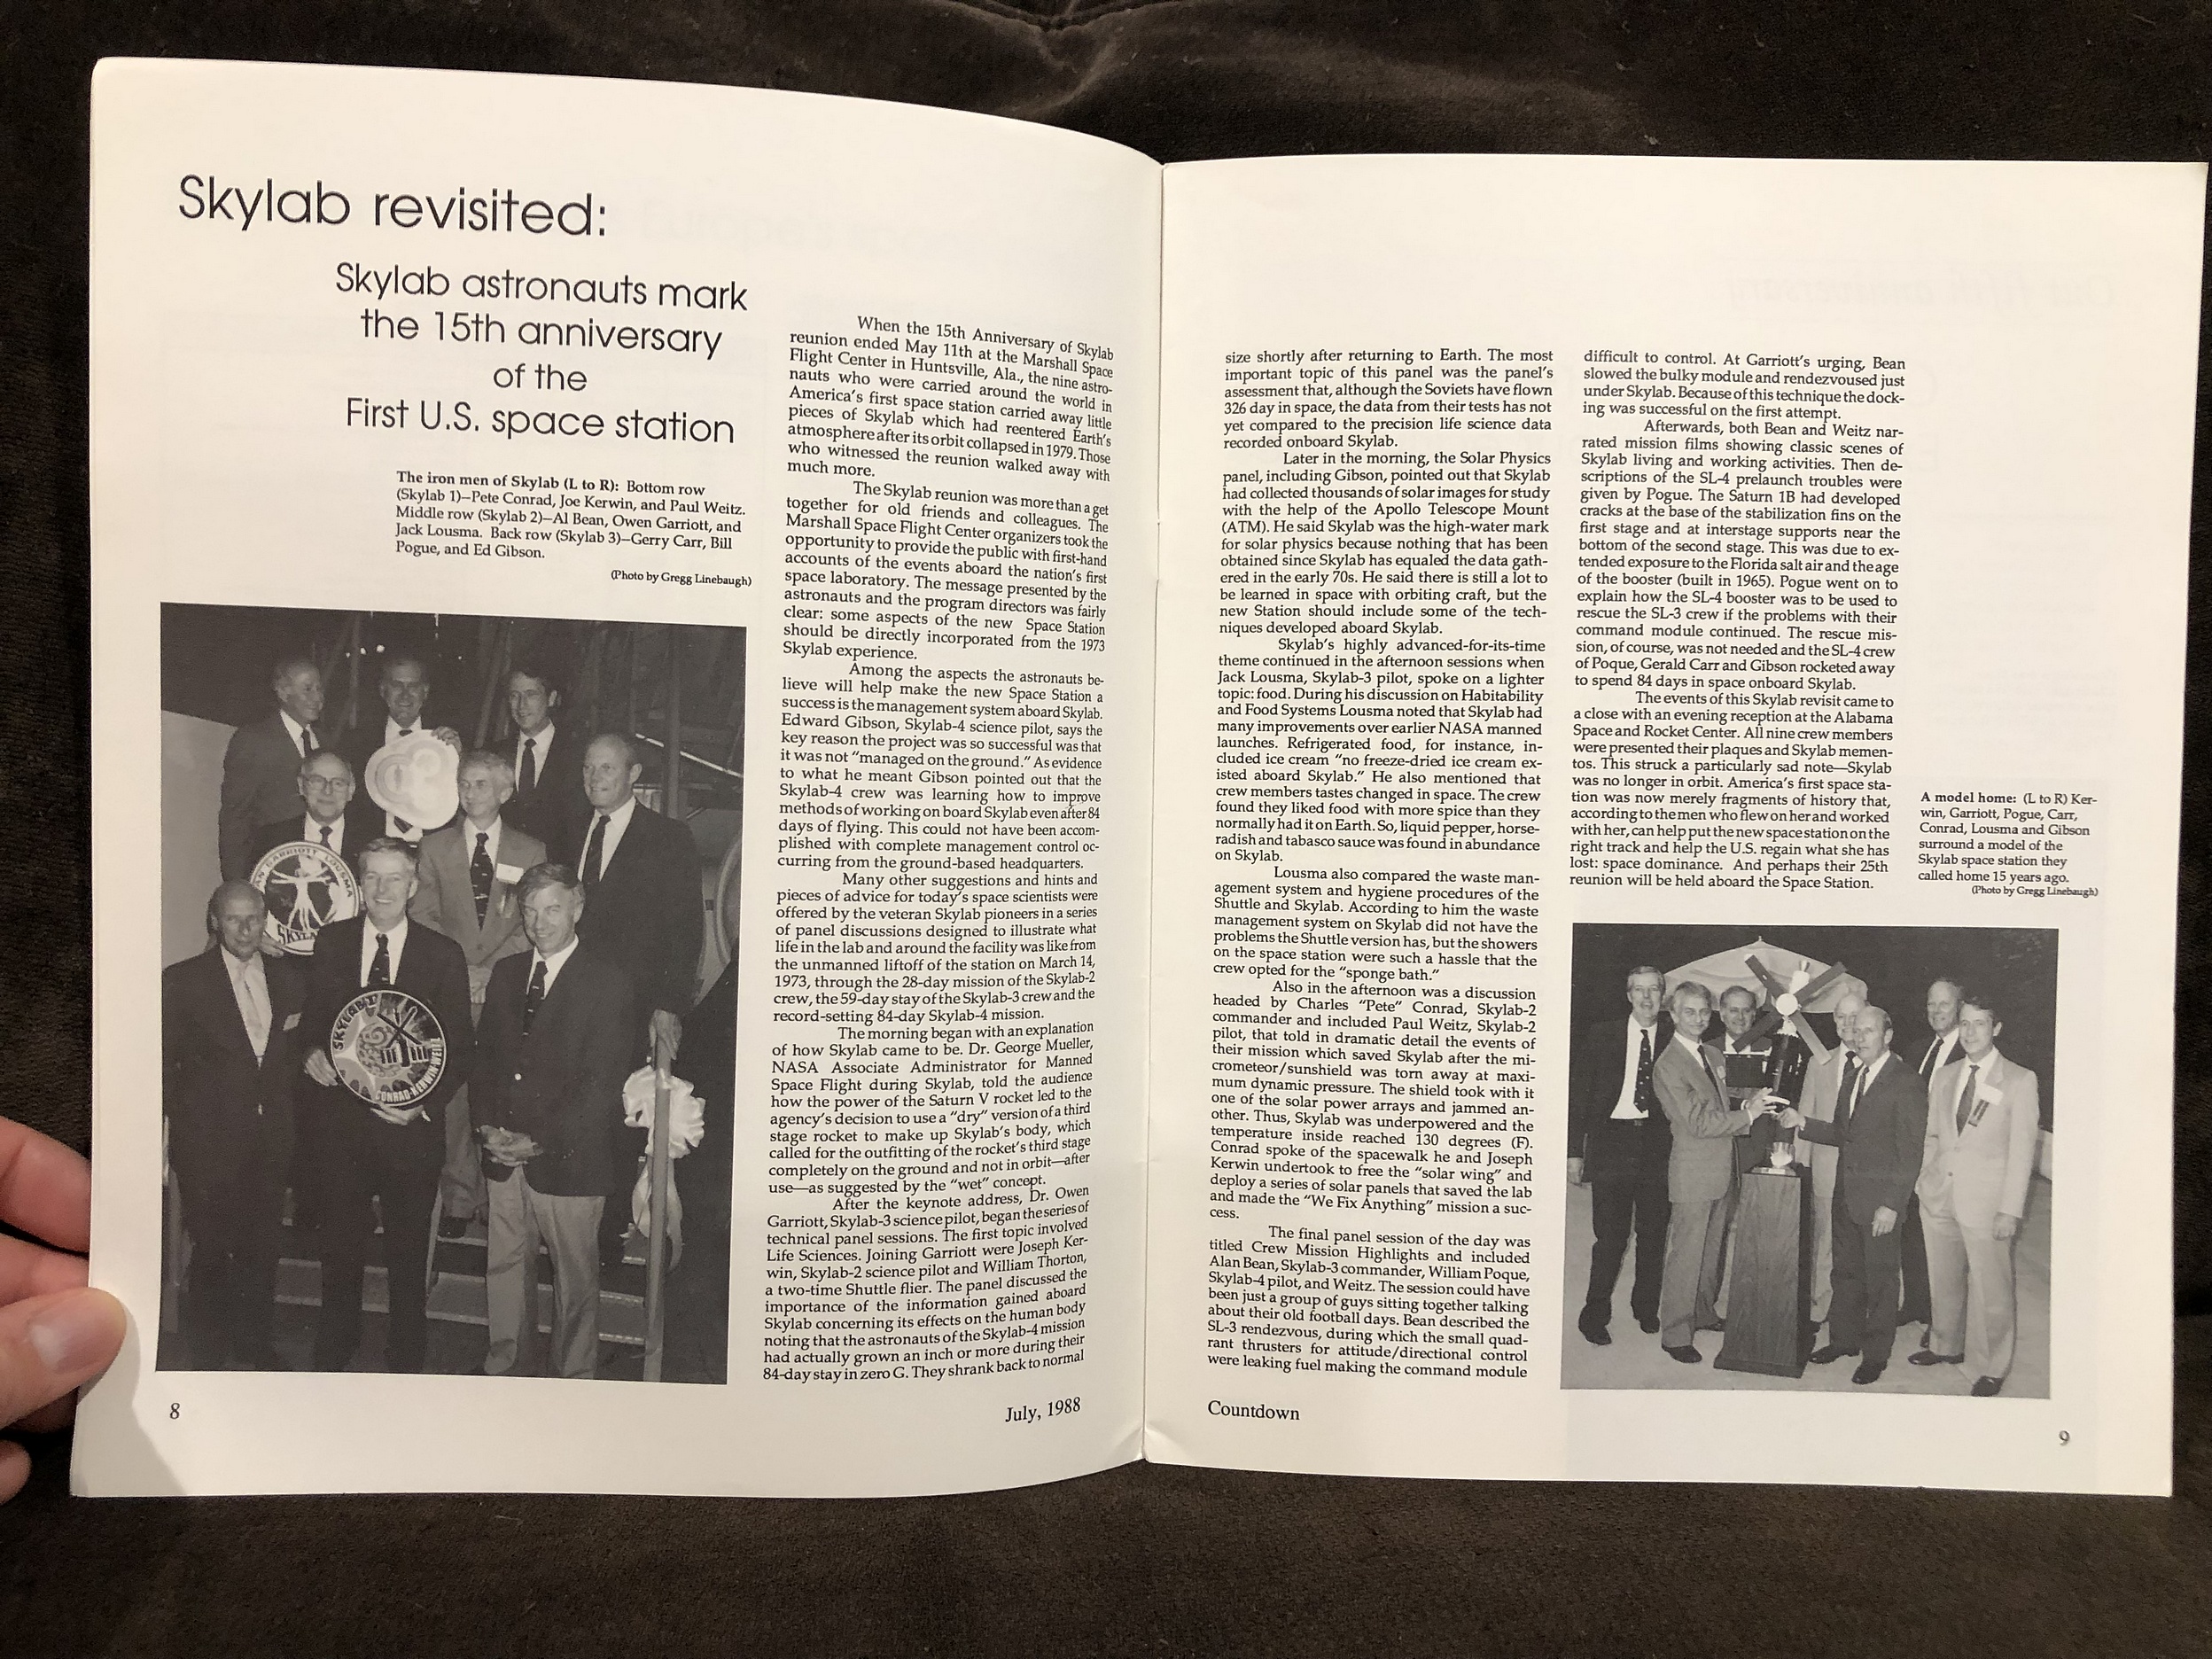 Skylab revisited:
Skylab astronauts mark
the 15th anniversary
of the
First U.S. space station
The iron men of Skylab (L to R): Bottom row
(Skylab 1)—Pete Conrad, Joe Kerwin, and Paul Weitz.
Middle row (Skylab 2)—Al Bean, Owen Garriott, and
Jack Lousma. Back row (Skylab 3)—Gerry Carr, Bill
Pogue, and Ed Gibson.
(Photo by Gregg Linebaugh)
GARRIOTT LOUSMA
SKYLAB
CONRAD·KERWIN·WEITZ
When the 15th Anniversary of Skylab
reunion ended May 11th at the Marshall Space
Flight Center in Huntsville, Ala., the nine astro-
nauts who were carried around the world in
America's first space station carried away little
pieces of Skylab which had reentered Earth's
atmosphere after its orbit collapsed in 1979. Those
who witnessed the reunion walked away with
much more.
The Skylab reunion was more than a get
together for old friends and colleagues. The
Marshall Space Flight Center organizers took the
opportunity to provide the public with first-hand
accounts of the events aboard the nation's first
space laboratory. The message presented by the
astronauts and the program directors was fairly
clear: some aspects of the new Space Station
should be directly incorporated from the 1973
Skylab experience.
Among the aspects the astronauts be-
lieve will help make the new Space Station a
success is the management system aboard Skylab.
Edward Gibson, Skylab-4 science pilot, says the
key reason the project was so successful was that
it was not "managed on the ground." As evidence
to what he meant Gibson pointed out that the
Skylab-4 crew was learning how to improve
methods of working on board Skylab even after 84
days of flying. This could not have been accom-
plished with complete management control oc-
curring from the ground-based headquarters.
Many other suggestions and hints and
pieces of advice for today's space scientists were
offered by the veteran Skylab pioneers in a series
of panel discussions designed to illustrate what
life in the lab and around the facility was like from
the unmanned liftoff of the station on March 14,
1973, through the 28-day mission of the Skylab-2
crew, the 59-day stay of the Skylab-3 crew and the
record-setting 84-day Skylab-4 mission.
The morning began with an explanation
of how Skylab came to be. Dr. George Mueller,
NASA Associate Administrator for Manned
Space Flight during Skylab, told the audience
how the power of the Saturn V rocket led to the
agency's decision to use a "dry" version of a third
stage rocket to make up Skylab's body, which
called for the outfitting of the rocket's third stage
completely on the ground and not in orbit—after
use—as suggested by the "wet" concept.
After the keynote address, Dr. Owen
Garriott, Skylab-3 science pilot, began the series of
technical panel sessions. The first topic involved
Life Sciences. Joining Garriott were Joseph Ker-
win, Skylab-2 science pilot and William Thorton,
a two-time Shuttle flier. The panel discussed the
importance of the information gained aboard
Skylab concerning its effects on the human body
noting that the astronauts of the Skylab-4 mission
had actually grown an inch or more during their
84-day stay in zero G. They shrank back to normal
8
July, 1988
size shortly after returning to Earth. The most
important topic of this panel was the panel's
assessment that, although the Soviets have flown
326 day in space, the data from their tests has not
yet compared to the precision life science data
recorded onboard Skylab.
Later in the morning, the Solar Physics
panel, including Gibson, pointed out that Skylab
had collected thousands of solar images for study
with the help of the Apollo Telescope Mount
(ATM). He said Skylab was the high-water mark
for solar physics because nothing that has been
obtained since Skylab has equaled the data gath-
ered in the early 70s. He said there is still a lot to
be learned in space with orbiting craft, but the
new Station should include some of the tech-
niques developed aboard Skylab.
Skylab's highly advanced-for-its-time
theme continued in the afternoon sessions when
Jack Lousma, Skylab-3 pilot, spoke on a lighter
topic: food. During his discussion on Habitability
and Food Systems Lousma noted that Skylab had
many improvements over earlier NASA manned
launches. Refrigerated food, for instance, in-
cluded ice cream "no freeze-dried ice cream ex-
isted aboard Skylab." He also mentioned that
crew members tastes changed in space. The crew
found they liked food with more spice than they
normally had it on Earth. So, liquid pepper, horse-
radish and tabasco sauce was found in abundance
on Skylab.
Lousma also compared the waste man-
agement system and hygiene procedures of the
Shuttle and Skylab. According to him the waste
management system on Skylab did not have the
problems the Shuttle version has, but the showers
on the space station were such a hassle that the
crew opted for the "sponge bath."
Also in the afternoon was a discussion
headed by Charles "Pete" Conrad, Skylab-2
commander and included Paul Weitz, Skylab-2
pilot, that told in dramatic detail the events of
their mission which saved Skylab after the mi-
crometeor/sunshield was torn away at maxi-
mum dynamic pressure. The shield took with it
one of the solar power arrays and jammed an-
other. Thus, Skylab was underpowered and the
temperature inside reached 130 degrees (F).
Conrad spoke of the spacewalk he and Joseph
Kerwin undertook to free the "solar wing" and
deploy a series of solar panels that saved the lab
and made the "We Fix Anything" mission a suc-
cess.
The final panel session of the day was
titled Crew Mission Highlights and included
Alan Bean, Skylab-3 commander, William Poque,
Skylab-4 pilot, and Weitz. The session could have
been just a group of guys sitting together talking
about their old football days. Bean described the
SL-3 rendezvous, during which the small quad-
rant thrusters for attitude/directional control
were leaking fuel making the command module
difficult to control. At Garriott's urging, Bean
slowed the bulky module and rendezvoused just
under Skylab. Because of this technique the dock-
ing was successful on the first attempt.
Afterwards, both Bean and Weitz nar-
rated mission films showing classic scenes of
Skylab living and working activities. Then de-
scriptions of the SL-4 prelaunch troubles were
given by Pogue. The Saturn 1B had developed
cracks at the base of the stabilization fins on the
first stage and at interstage supports near the
bottom of the second stage. This was due to ex-
tended exposure to the Florida salt air and the age
of the booster (built in 1965). Pogue went on to
explain how the SL-4 booster was to be used to
rescue the SL-3 crew if the problems with their
command module continued. The rescue mis-
sion, of course, was not needed and the SL-4 crew
of Poque, Gerald Carr and Gibson rocketed away
to spend 84 days in space onboard Skylab.
The events of this Skylab revisit came to
a close with an evening reception at the Alabama
Space and Rocket Center. All nine crew members
were presented their plaques and Skylab memen-
tos. This struck a particularly sad note—Skylab
was no longer in orbit. America's first space sta-
tion was now merely fragments of history that,
according to the men who flew on her and worked
with her, can help put the new space station on the
right track and help the U.S. regain what she has
lost: space dominance. And perhaps their 25th
reunion will be held aboard the Space Station.
A model home: (L to R) Ker-
win, Garriott, Pogue, Carr,
Conrad, Lousma and Gibson
surround a model of the
Skylab space station they
called home 15 years ago.
(Photo by Gregg Linebaugh)
Countdown
9